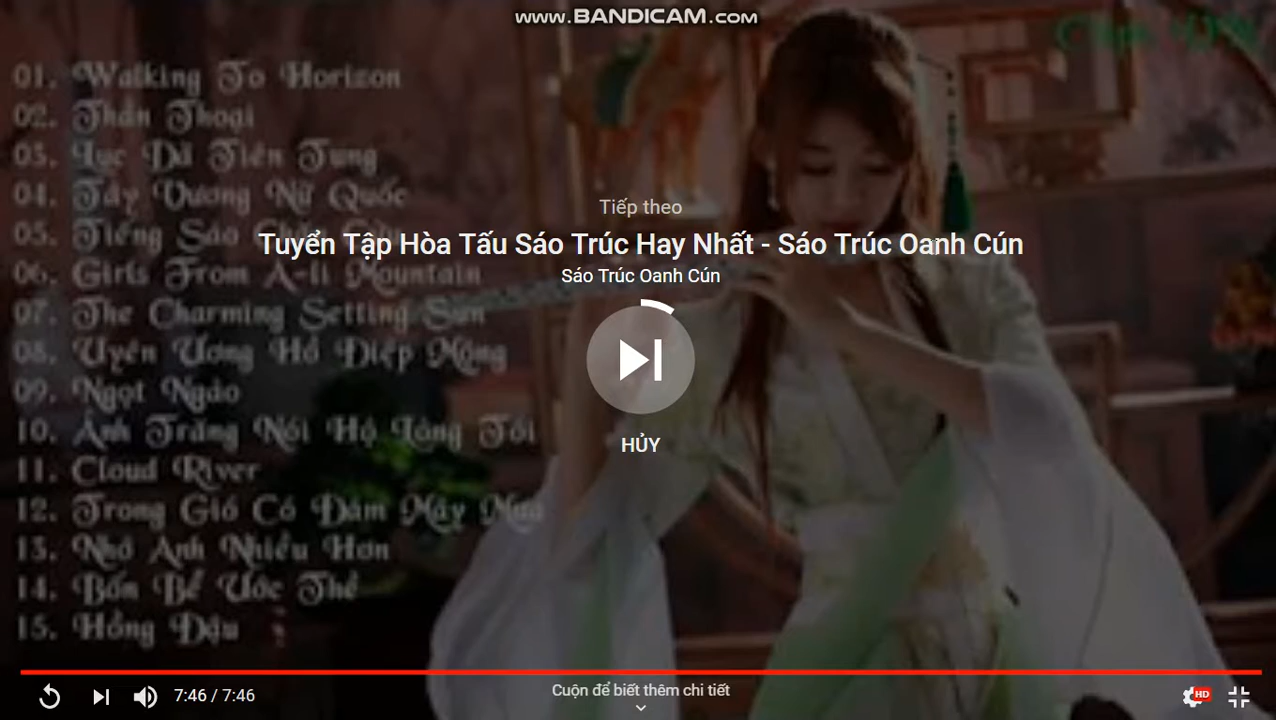 www.BANDICAM.com
01. Walking To Horizon
02. Thần Thoại
03. Lục Dã Tiên Tung
04. Tây Vương Nữ Quốc
Tiếp theo
05. Tiếng Sáo
Tuyển Tập Hòa Tấu Sáo Trúc Hay Nhất - Sáo Trúc Oanh Cún
06. Girls From A-li Mountain
Sáo Trúc Oanh Cún
07. The Charming Setting Sun
08. Uyên Ương Hồ Điệp Mộng
09. Ngọt Ngào
10. Ánh Trăng Nói Hộ Lòng Tôi
HỦY
11. Cloud River
12. Trong Gió Có Đám Mây Mưa
13. Nhớ Anh Nhiều Hơn
14. Bốn Bể Ước Thề
15. Hồng Đậu
7:46 / 7:46
Cuộn để biết thêm chi tiết
HD